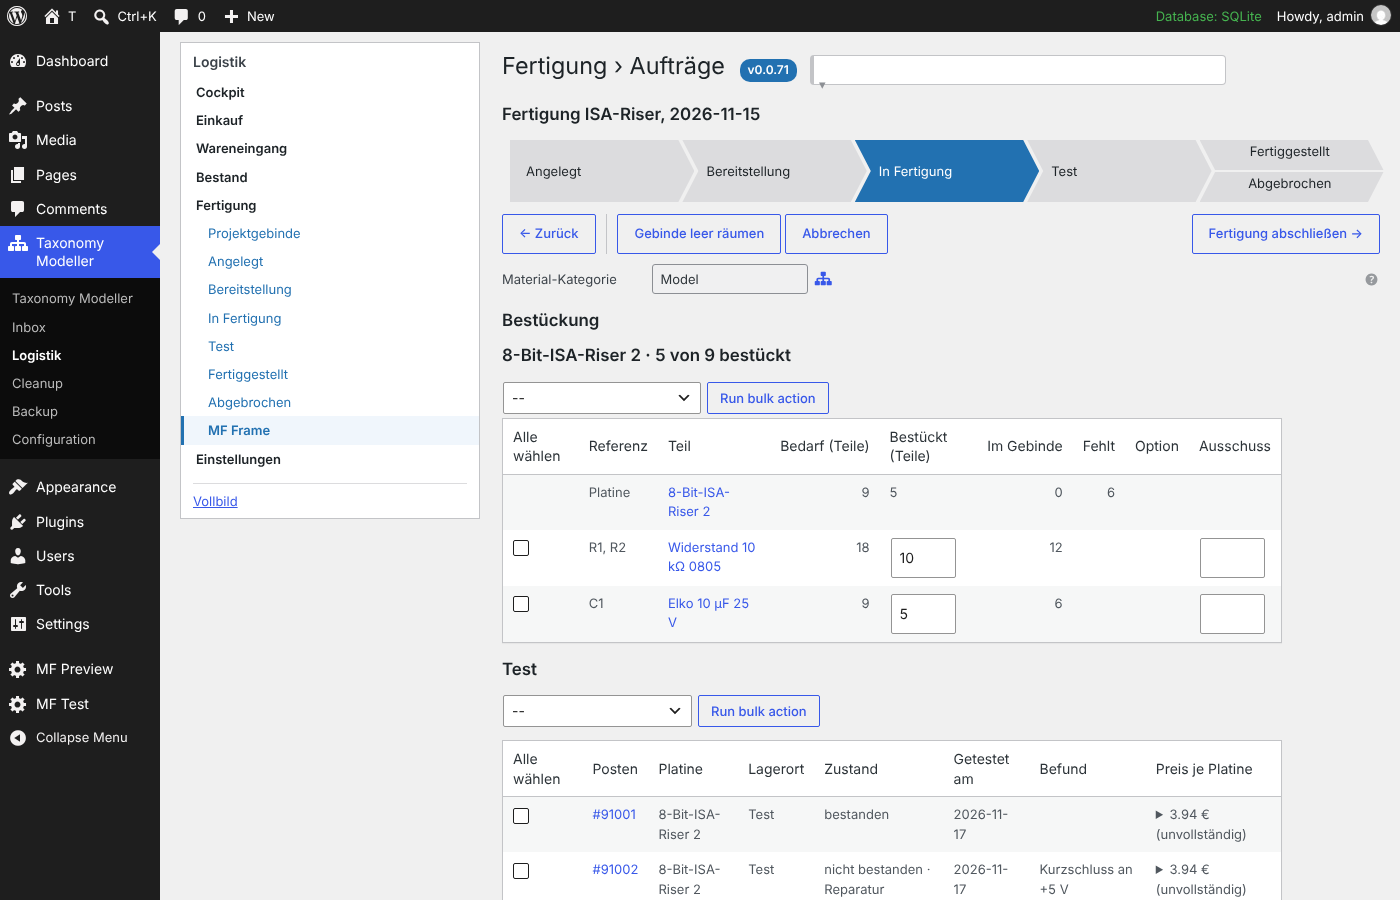 T
Ctrl+K
0
New
Database: SQLite
Howdy, admin
Dashboard
Posts
Media
Pages
Comments
Taxonomy
Modeller
Taxonomy Modeller
Inbox
Logistik
Cleanup
Backup
Configuration
Appearance
Plugins
Users
Tools
Settings
MF Preview
MF Test
Collapse Menu
Logistik
Cockpit
Einkauf
Wareneingang
Bestand
Fertigung
Projektgebinde
Angelegt
Bereitstellung
In Fertigung
Test
Fertiggestellt
Abgebrochen
MF Frame
Einstellungen
Vollbild
Fertigung › Aufträge v0.0.71
Fertigung ISA-Riser, 2026-11-15
Angelegt
Bereitstellung
In Fertigung
Test
Fertiggestellt
Abgebrochen
← Zurück
Gebinde leer räumen
Abbrechen
Fertigung abschließen →
Material-Kategorie Model
?
Bestückung
8-Bit-ISA-Riser 2 · 5 von 9 bestückt
-- Run bulk action
Alle wählen Referenz Teil Bedarf (Teile) Bestückt (Teile) Im Gebinde Fehlt Option Ausschuss
Platine 8-Bit-ISA-Riser 2 9 5 0 6
R1, R2 Widerstand 10 kΩ 0805 18 10 12
C1 Elko 10 µF 25 V 9 5 6
Test
-- Run bulk action
Alle wählen Posten Platine Lagerort Zustand Getestet am Befund Preis je Platine
#91001 8-Bit-ISA-Riser 2 Test bestanden 2026-11-17 ▶ 3.94 € (unvollständig)
#91002 8-Bit-ISA-Riser 2 Test nicht bestanden · Reparatur 2026-11-17 Kurzschluss an +5 V ▶ 3.94 € (unvollständig)